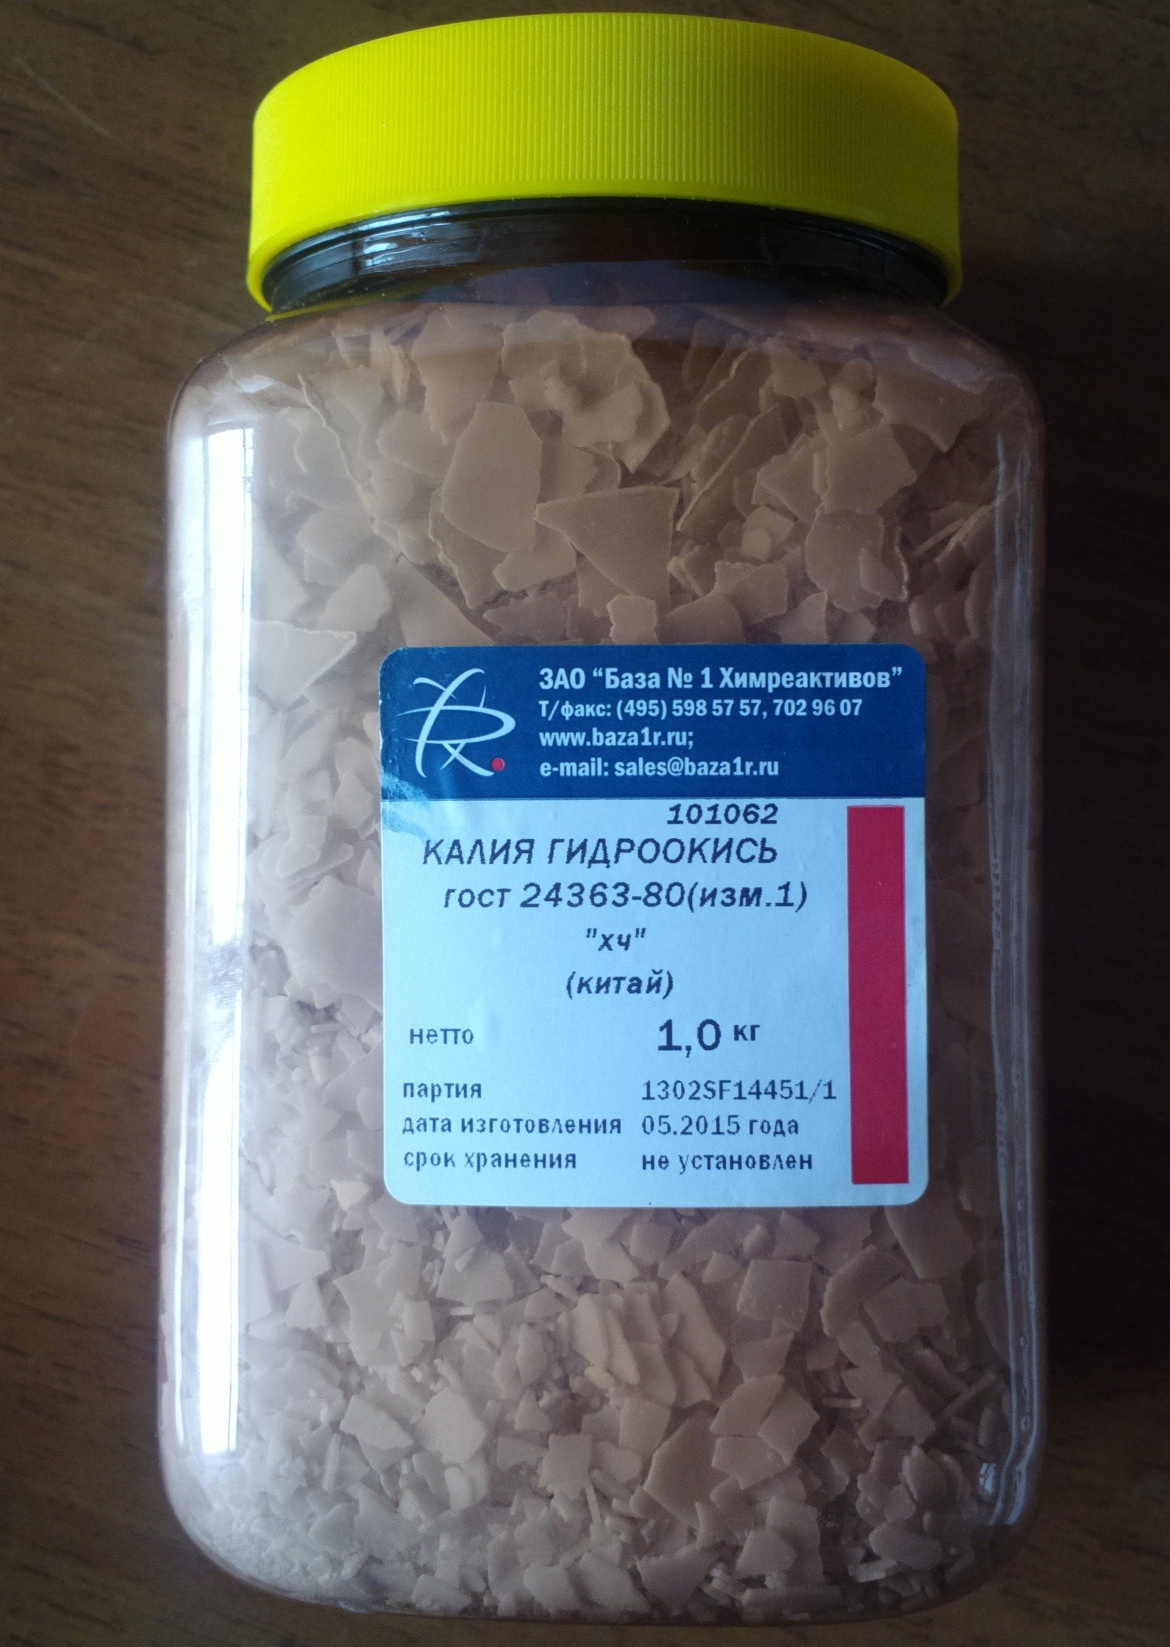 ЗАО “База № 1 Химреактивов”
Т/факс: (495) 598 57 57, 702 96 07
www.baza1r.ru;
e-mail: sales@baza1r.ru
101062
КАЛИЯ ГИДРООКИСЬ
гост 24363-80(изм.1)
"хч"
(китай)
нетто 1,0 кг
партия 1302SF14451/1
дата изготовления 05.2015 года
срок хранения не установлен